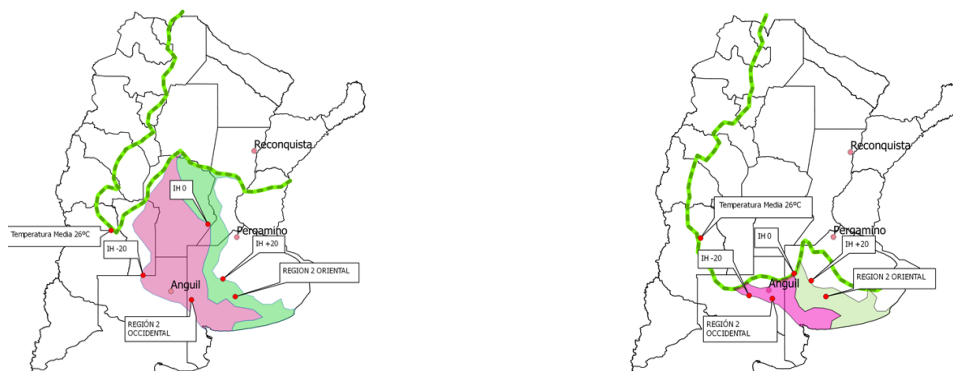 Reconquista
IH 0
Temperatura Media 26ºC
Pergamino
IH -20
IH +20
REGION 2 ORIENTAL
Anguil
REGIÓN 2
OCCIDENTAL
Reconquista
Temperatura Media 26ºC
Pergamino
IH 0
IH +20
IH -20
REGION 2 ORIENTAL
Anguil
REGIÓN 2
OCCIDENTAL